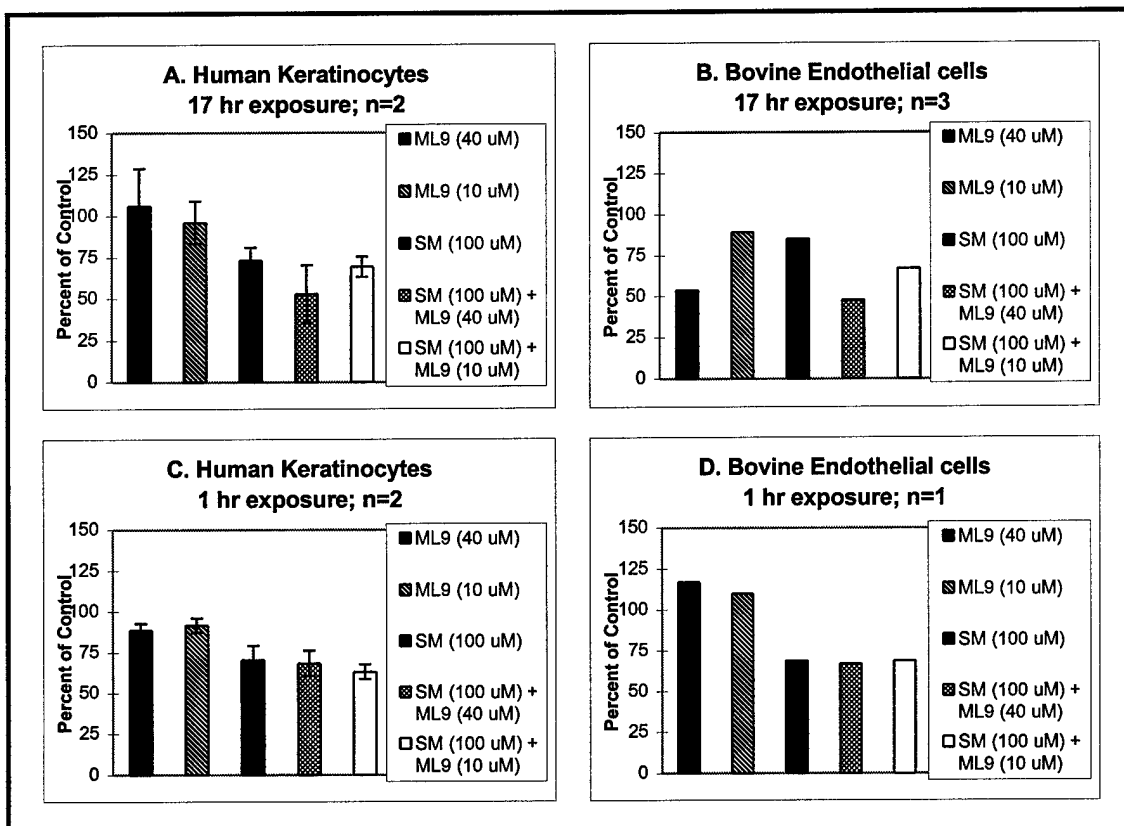 A. Human Keratinocytes
17 hr exposure; n=2
Percent of Control
150
125
100
75
50
25
0
ML9 (40 uM)
ML9 (10 uM)
SM (100 uM)
SM (100 uM) +
ML9 (40 uM)
SM (100 uM) +
ML9 (10 uM)
B. Bovine Endothelial cells
17 hr exposure; n=3
Percent of Control
150
125
100
75
50
25
0
ML9 (40 uM)
ML9 (10 uM)
SM (100 uM)
SM (100 uM) +
ML9 (40 uM)
SM (100 uM) +
ML9 (10 uM)
C. Human Keratinocytes
1 hr exposure; n=2
Percent of Control
150
125
100
75
50
25
0
ML9 (40 uM)
ML9 (10 uM)
SM (100 uM)
SM (100 uM) +
ML9 (40 uM)
SM (100 uM) +
ML9 (10 uM)
D. Bovine Endothelial cells
1 hr exposure; n=1
Percent of Control
150
125
100
75
50
25
0
ML9 (40 uM)
ML9 (10 uM)
SM (100 uM)
SM (100 uM) +
ML9 (40 uM)
SM (100 uM) +
ML9 (10 uM)